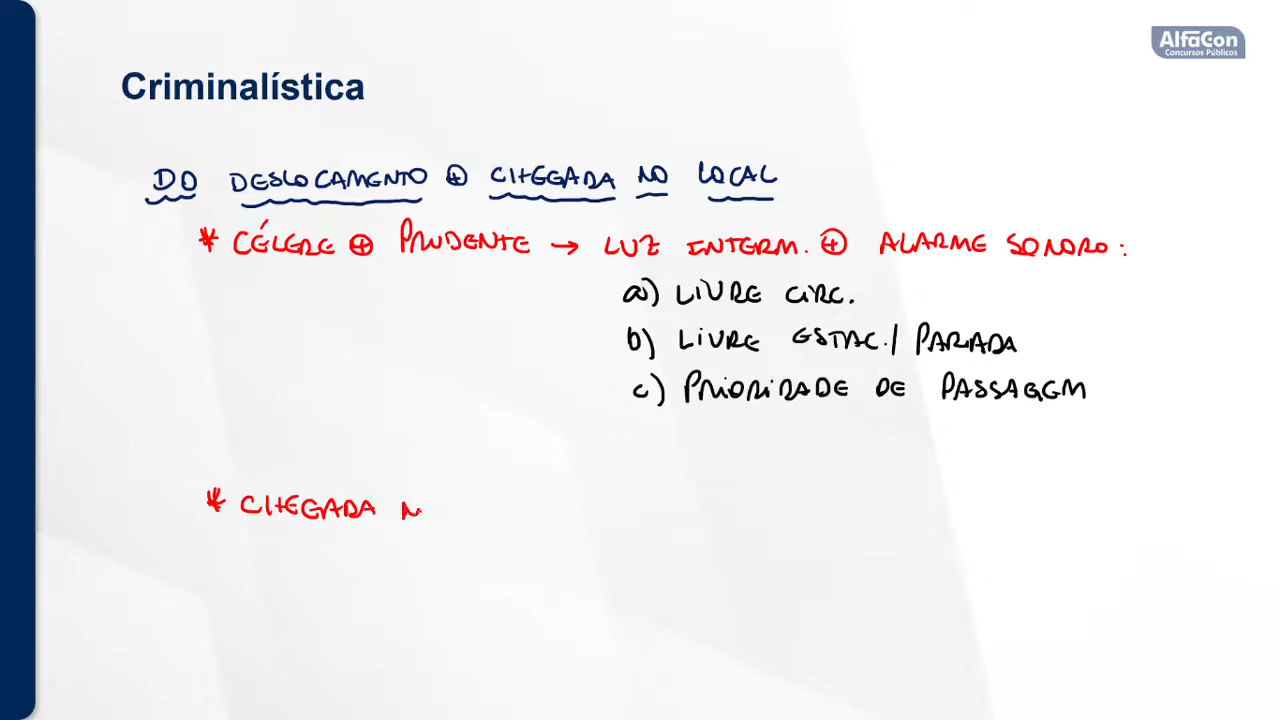 AlfaCon
Concursos Públicos
Criminalística
DO DESLOCAMENTO ⊕ CHEGADA NO LOCAL
* CÉLERE ⊕ PRUDENTE → LUZ INTERM. ⊕ ALARME SONORO:
a) LIVRE CIRC.
b) LIVRE ESTAC./ PARADA
c) PRIORIDADE DE PASSAGEM
* CHEGADA N